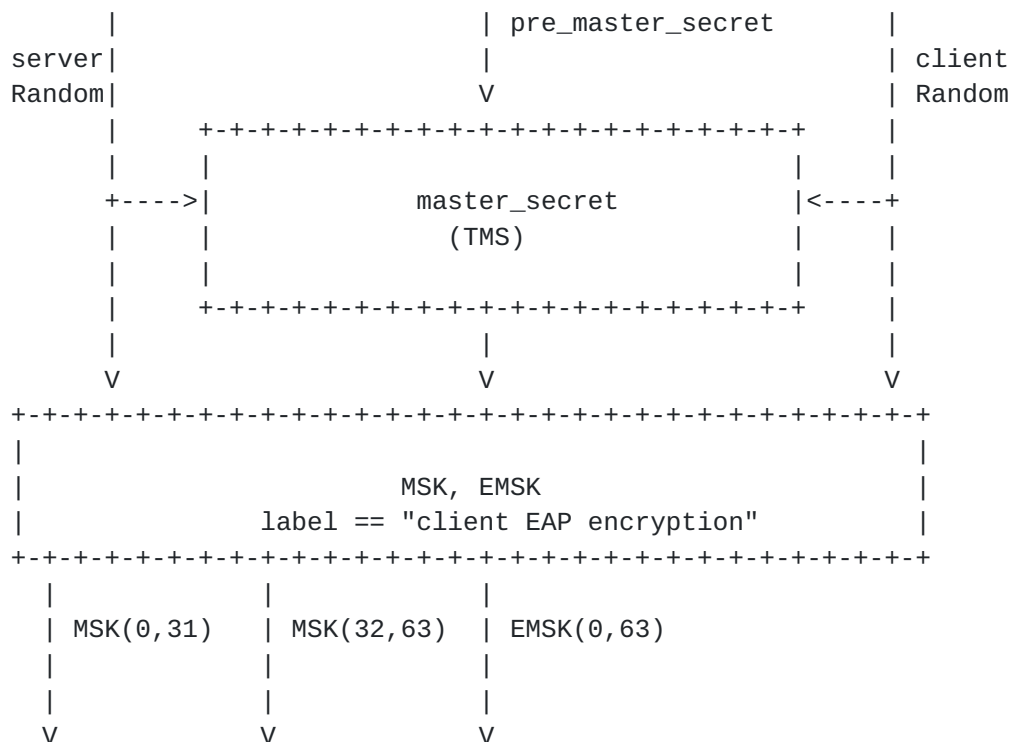 |                        | pre_master_secret        |
server|                        |                          | client
Random|                        V                          | Random
|     +-+-+-+-+-+-+-+-+-+-+-+-+-+-+-+-+-+-+-+      |
|     |                                     |     |
+---->|             master_secret           |<----+
|     |               (TMS)                 |     |
|     |                                     |     |
|     +-+-+-+-+-+-+-+-+-+-+-+-+-+-+-+-+-+-+-+      |
|                       |                         |
V                       V                         V
+-+-+-+-+-+-+-+-+-+-+-+-+-+-+-+-+-+-+-+-+-+-+-+-+-+-+-+-+-+
|                                                         |
|                        MSK, EMSK                        |
|               label == "client EAP encryption"          |
+-+-+-+-+-+-+-+-+-+-+-+-+-+-+-+-+-+-+-+-+-+-+-+-+-+-+-+-+-+
|             |             |
| MSK(0,31)   | MSK(32,63)  | EMSK(0,63)
|             |             |
|             |             |
V             V             V